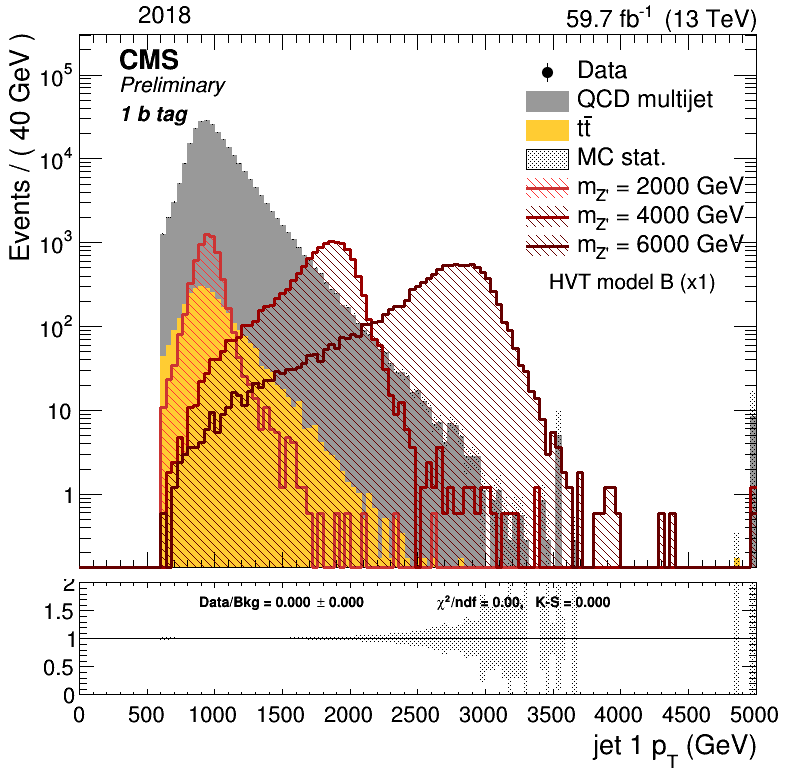 2018
59.7 fb⁻¹ (13 TeV)
Events / ( 40 GeV )
10⁵
10⁴
10³
10²
10
1
CMS
Preliminary
1 b tag
Data
QCD multijet
tt̄
MC stat.
m_Z' = 2000 GeV
m_Z' = 4000 GeV
m_Z' = 6000 GeV
HVT model B (x1)
2
1.5
1
0.5
0
Data/Bkg = 0.000 ± 0.000
χ²/ndf = 0.00, K-S = 0.000
0 500 1000 1500 2000 2500 3000 3500 4000 4500 5000
jet 1 p_T (GeV)